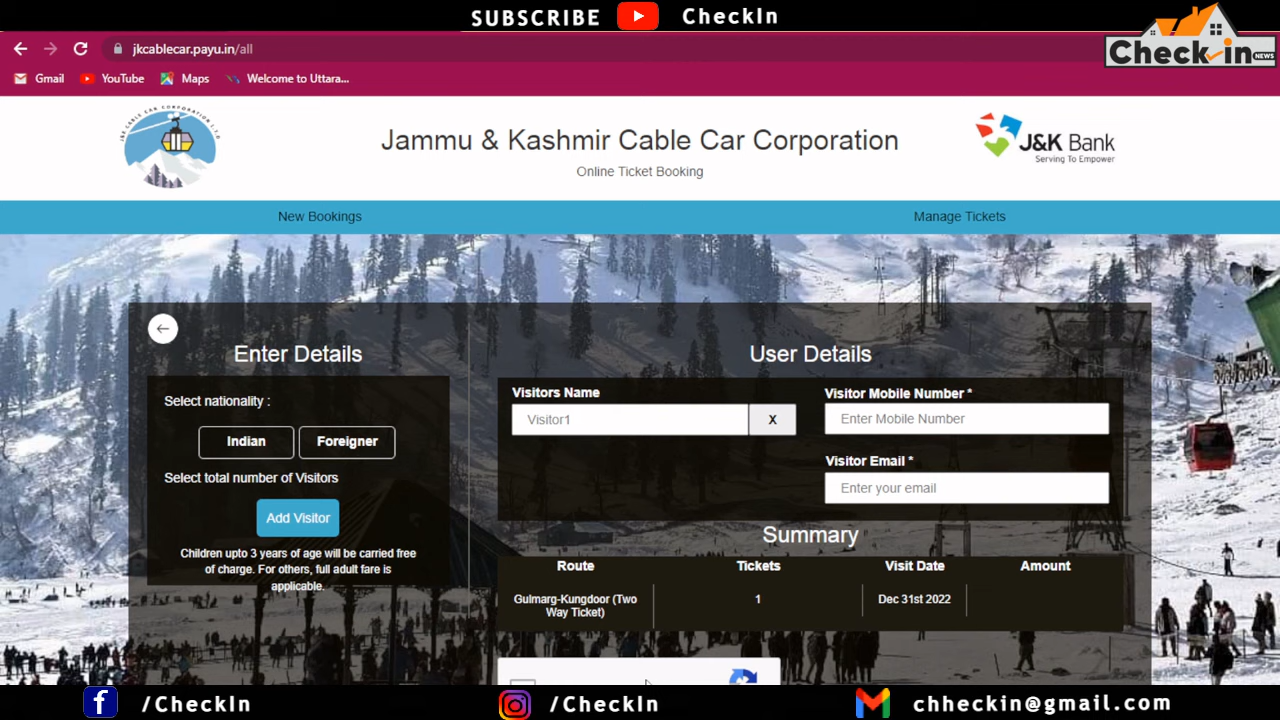 SUBSCRIBE CheckIn
jkcablecar.payu.in/all
Check in NEWS
Gmail YouTube Maps Welcome to Uttara...
Jammu & Kashmir Cable Car Corporation
Online Ticket Booking
J&K Bank
Serving To Empower
New Bookings Manage Tickets
Enter Details
Select nationality :
Indian Foreigner
Select total number of Visitors
Add Visitor
Children upto 3 years of age will be carried free
of charge. For others, full adult fare is
applicable.
User Details
Visitors Name Visitor Mobile Number *
Visitor1 X Enter Mobile Number
Visitor Email *
Enter your email
Summary
Route Tickets Visit Date Amount
Gulmarg-Kungdoor (Two
Way Ticket) 1 Dec 31st 2022
/CheckIn /CheckIn chheckin@gmail.com